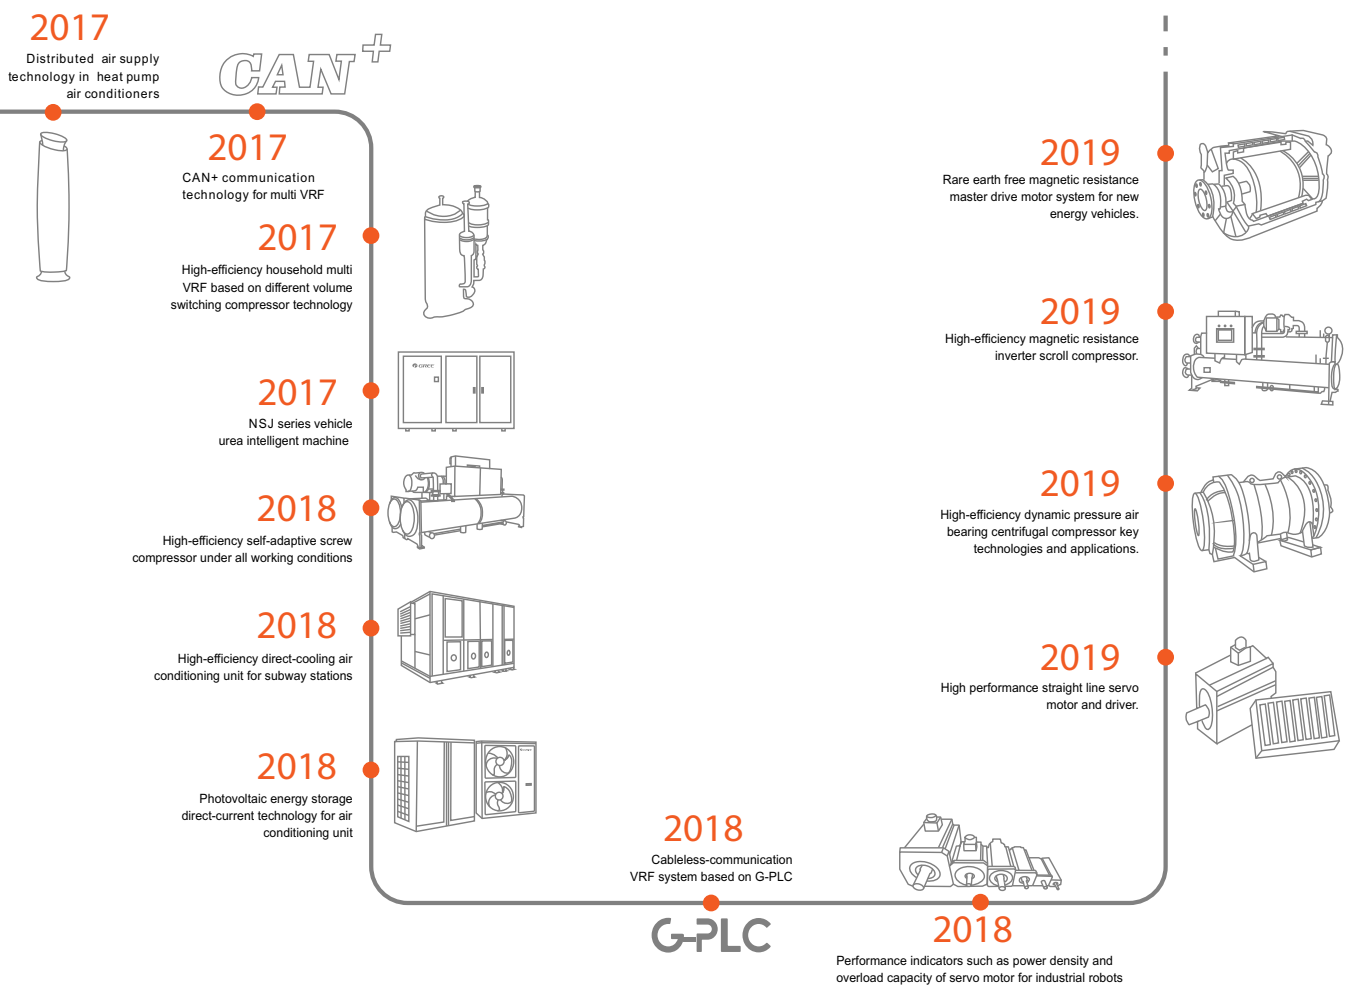 2017
Distributed air supply
technology in heat pump
air conditioners
CAN+
2017
CAN+ communication
technology for multi VRF
2017
High-efficiency household multi
VRF based on different volume
switching compressor technology
GREE
2017
NSJ series vehicle
urea intelligent machine
2018
High-efficiency self-adaptive screw
compressor under all working conditions
2018
High-efficiency direct-cooling air
conditioning unit for subway stations
2018
Photovoltaic energy storage
direct-current technology for air
conditioning unit
2018
Cableless-communication
VRF system based on G-PLC
G-PLC
2018
Performance indicators such as power density and
overload capacity of servo motor for industrial robots
2019
High performance straight line servo
motor and driver.
2019
High-efficiency dynamic pressure air
bearing centrifugal compressor key
technologies and applications.
2019
High-efficiency magnetic resistance
inverter scroll compressor.
2019
Rare earth free magnetic resistance
master drive motor system for new
energy vehicles.